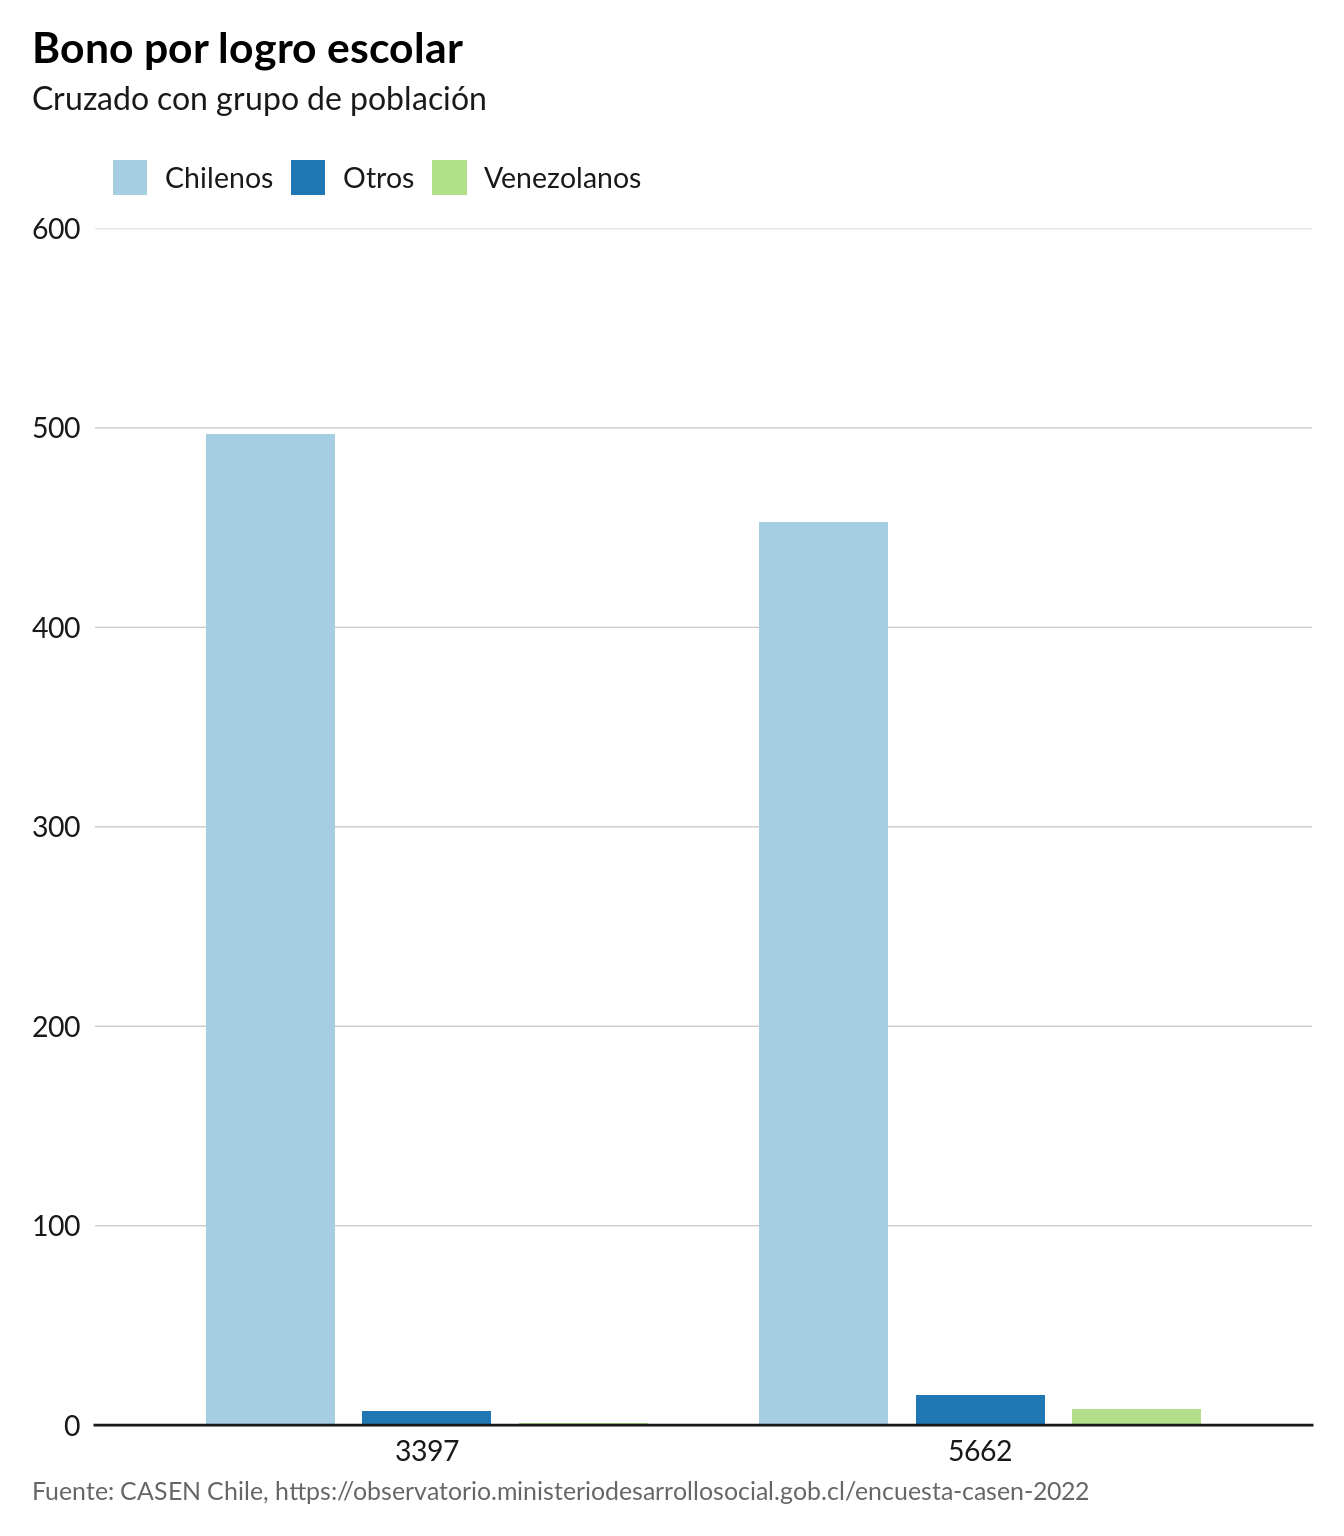 Bono por logro escolar
Cruzado con grupo de población
Chilenos Otros Venezolanos
600
500
400
300
200
100
0
3397 5662
Fuente: CASEN Chile, https://observatorio.ministeriodesarrollosocial.gob.cl/encuesta-casen-2022